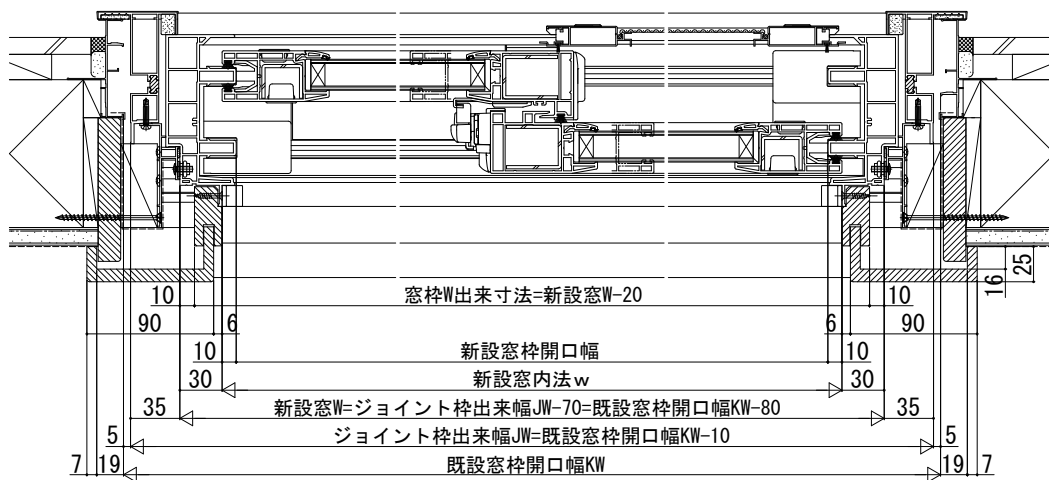 25
16
10 窓枠W出来寸法=新設窓W-20 10
90 6 6 90
10 新設窓枠開口幅 10
30 新設窓内法w 30
35 新設窓W=ジョイント枠出来幅JW-70=既設窓枠開口幅KW-80 35
5 ジョイント枠出来幅JW=既設窓枠開口幅KW-10 5
7 19 既設窓枠開口幅KW 19 7